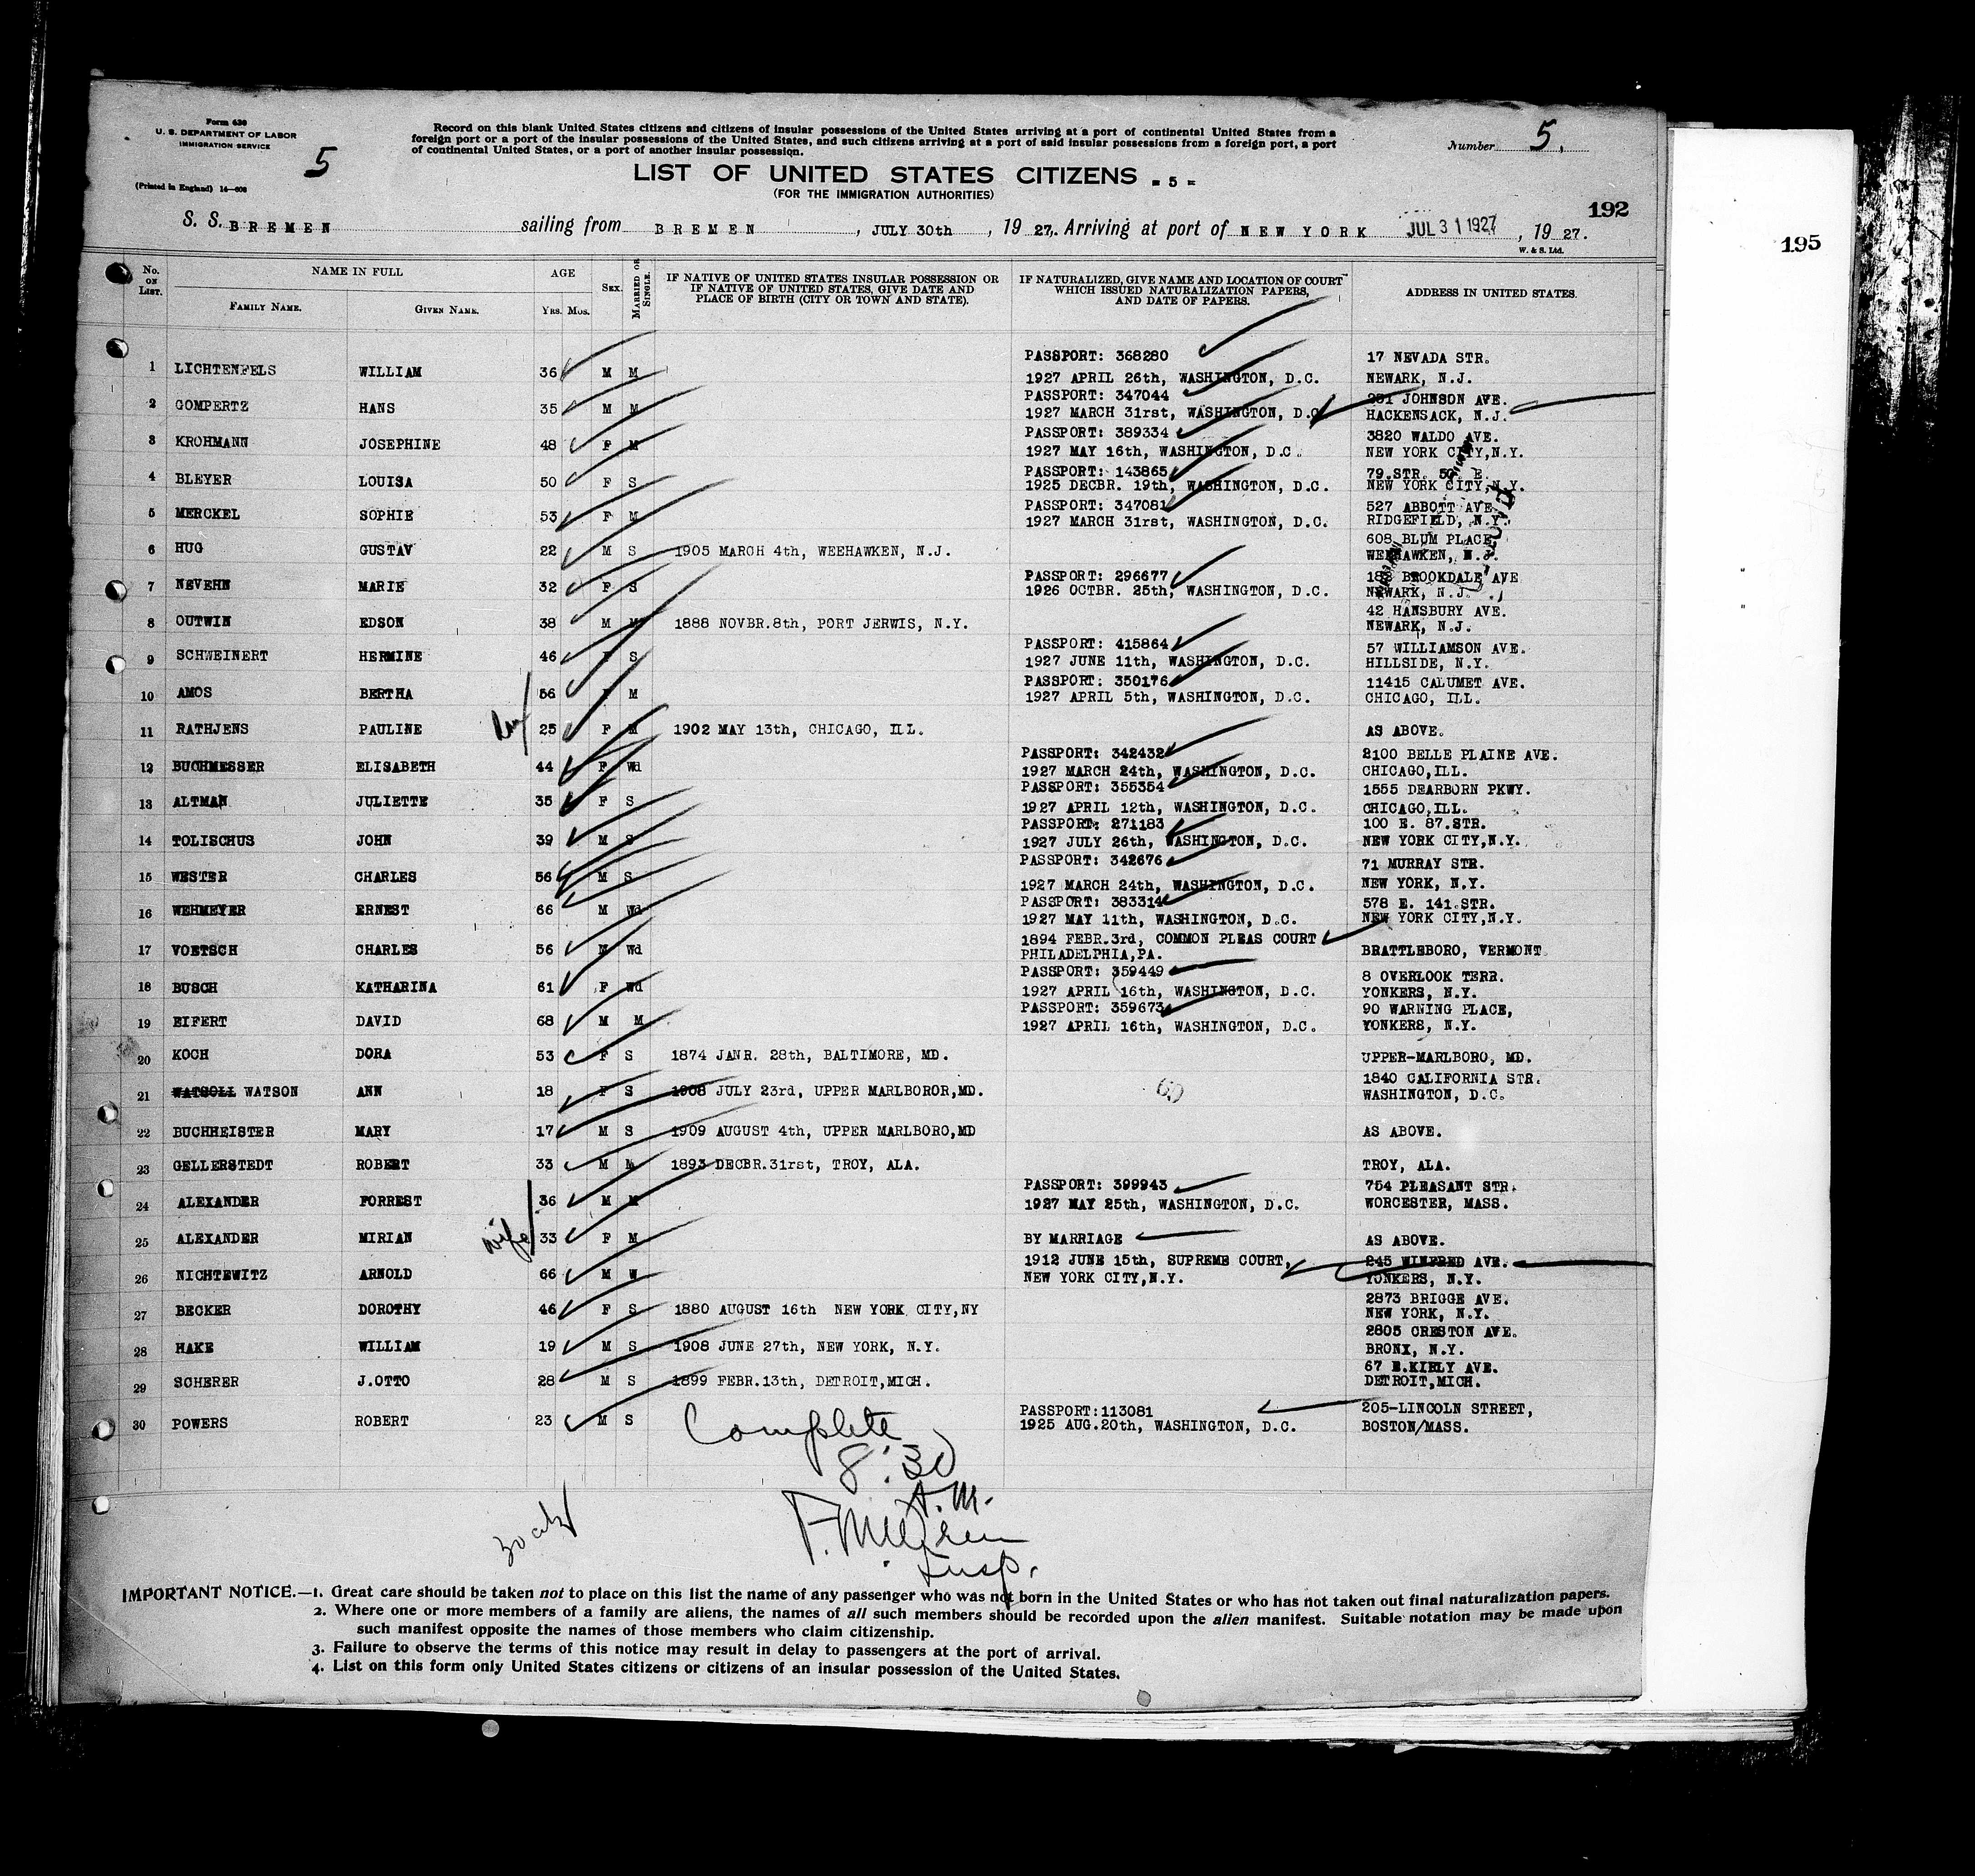 Form 630
U. S. DEPARTMENT OF LABOR
IMMIGRATION SERVICE
(Printed in England) 14—608
5
Record on this blank United States citizens and citizens of insular possessions of the United States arriving at a port of continental United States from a
foreign port or a port of the insular possessions of the United States, and such citizens arriving at a port of said insular possessions from a foreign port, a port
of continental United States, or a port of another insular possession.
Number 5.
LIST OF UNITED STATES CITIZENS = 5 =
(FOR THE IMMIGRATION AUTHORITIES)
192
195
S. S. BREMEN sailing from BREMEN, JULY 30th, 19 27. Arriving at port of NEW YORK JUL 31 1927, 19 27.
W. & S. Ltd.
No. ON LIST.
NAME IN FULL
FAMILY NAME. GIVEN NAME.
AGE
YRS. MOS.
SEX.
MARRIED OR SINGLE.
IF NATIVE OF UNITED STATES INSULAR POSSESSION OR
IF NATIVE OF UNITED STATES, GIVE DATE AND
PLACE OF BIRTH (CITY OR TOWN AND STATE).
IF NATURALIZED, GIVE NAME AND LOCATION OF COURT
WHICH ISSUED NATURALIZATION PAPERS,
AND DATE OF PAPERS.
ADDRESS IN UNITED STATES.
PASSPORT: 368280 17 NEVADA STR.
1 LICHTENFELS WILLIAM 36 M M
1927 APRIL 26th, WASHINGTON, D.C. NEWARK, N.J.
PASSPORT: 347044 JOHNSON AVE.
2 GOMPERTZ HANS 35 M M
1927 MARCH 31rst, WASHINGTON, D.C. HACKENSACK, N.J.
PASSPORT: 389334 3820 WALDO AVE.
3 KROHMANN JOSEPHINE 48 F M
1927 MAY 16th, WASHINGTON, D.C. NEW YORK CITY,N.Y.
PASSPORT: 143865 79.STR. E.
4 BLEYER LOUISA 50 F S
1925 DECBR. 19th, WASHINGTON, D.C. NEW YORK CITY,N.Y.
PASSPORT: 347081 527 ABBOTT AVE.
5 MERCKEL SOPHIE 53 F M
1927 MARCH 31rst, WASHINGTON, D.C. RIDGEFIELD, N.Y.
608 BLUM PLACE
6 HUG GUSTAV 22 M S 1905 MARCH 4th, WEEHAWKEN, N.J.
WEEHAWKEN, N.J.
PASSPORT: 296677 BROOKDALE AVE
7 NEVEHN MARIE 32 F S
1926 OCTBR. 25th, WASHINGTON, D.C. NEWARK, N.J.
42 HANSBURY AVE.
8 OUTWIN EDSON 38 M M 1888 NOVBR.8th, PORT JERWIS, N.Y.
NEWARK, N.J.
PASSPORT: 415864 57 WILLIAMSON AVE.
9 SCHWEINERT HERMINE 46 F S
1927 JUNE 11th, WASHINGTON, D.C. HILLSIDE, N.Y.
PASSPORT: 350176 11415 CALUMET AVE.
10 AMOS BERTHA 56 F M
1927 APRIL 5th, WASHINGTON, D.C. CHICAGO, ILL.
11 RATHJENS PAULINE 25 F M 1902 MAY 13th, CHICAGO, ILL. AS ABOVE.
PASSPORT: 342432 2100 BELLE PLAINE AVE.
12 BUCHMESSER ELISABETH 44 F Wd
1927 MARCH 24th, WASHINGTON, D.C. CHICAGO,ILL.
PASSPORT: 355354 1555 DEARBORN PKWY.
13 ALTMAN JULIETTE 35 F S
1927 APRIL 12th, WASHINGTON, D.C. CHICAGO,ILL.
PASSPORT: 271183 100 E. 87.STR.
14 TOLISCHUS JOHN 39 M S
1927 JULY 26th, WASHINGTON, D.C. NEW YORK CITY,N.Y.
PASSPORT: 342676 71 MURRAY STR.
15 WESTER CHARLES 56 M S
1927 MARCH 24th, WASHINGTON, D.C. NEW YORK, N.Y.
PASSPORT: 383314 578 E. 141.STR.
16 WEHMEYER ERNEST 66 M Wd
1927 MAY 11th, WASHINGTON, D.C. NEW YORK CITY,N.Y.
1894 FEBR.3rd, COMMON PLEAS COURT
17 VOETSCH CHARLES 56 M Wd BRATTLEBORO, VERMONT.
PHILADELPHIA,PA.
PASSPORT: 359449 8 OVERLOOK TERR.
18 BUSCH KATHARINA 61 F Wd
1927 APRIL 16th, WASHINGTON, D.C. YONKERS, N.Y.
PASSPORT: 359673 90 WARNING PLACE,
19 EIFERT DAVID 68 M M
1927 APRIL 16th, WASHINGTON, D.C. YONKERS, N.Y.
20 KOCH DORA 53 F S 1874 JANR. 28th, BALTIMORE, MD. UPPER-MARLBORO, MD.
1840 CALIFORNIA STR.
21 WATSOLL WATSON ANN 18 F S 1908 JULY 23rd, UPPER MARLBOROR,MD.
WASHINGTON, D.C.
60
22 BUCHHEISTER MARY 17 M S 1909 AUGUST 4th, UPPER MARLBORO,MD AS ABOVE.
23 GELLERSTEDT ROBERT 33 M M 1893 DECBR.31rst, TROY, ALA. TROY, ALA.
PASSPORT: 399943 754 PLEASANT STR.
24 ALEXANDER FORREST 36 M M
1927 MAY 25th, WASHINGTON, D.C. WORCESTER, MASS.
wife
25 ALEXANDER MIRIAN 33 F M BY MARRIAGE AS ABOVE.
1912 JUNE 15th, SUPREME COURT, 245 WINFRED AVE.
26 NICHTEWITZ ARNOLD 66 M W
NEW YORK CITY,N.Y. YONKERS, N.Y.
2873 BRIGGE AVE.
27 BECKER DOROTHY 46 F S 1880 AUGUST 16th NEW YORK CITY,NY
NEW YORK, N.Y.
2805 CRESTON AVE.
28 HAKE WILLIAM 19 M S 1908 JUNE 27th, NEW YORK, N.Y.
BRONX, N.Y.
67 E.KIRLY AVE.
29 SCHERER J.OTTO 28 M S 1899 FEBR.13th, DETROIT,MICH.
DETROIT,MICH.
PASSPORT:113081 205-LINCOLN STREET,
30 POWERS ROBERT 23 M S
1925 AUG.20th, WASHINGTON, D.C. BOSTON/MASS.
Complete
8:30
A.M.
Insp.
IMPORTANT NOTICE.—1. Great care should be taken not to place on this list the name of any passenger who was not born in the United States or who has not taken out final naturalization papers.
2. Where one or more members of a family are aliens, the names of all such members should be recorded upon the alien manifest. Suitable notation may be made upon
such manifest opposite the names of those members who claim citizenship.
3. Failure to observe the terms of this notice may result in delay to passengers at the port of arrival.
4. List on this form only United States citizens or citizens of an insular possession of the United States.